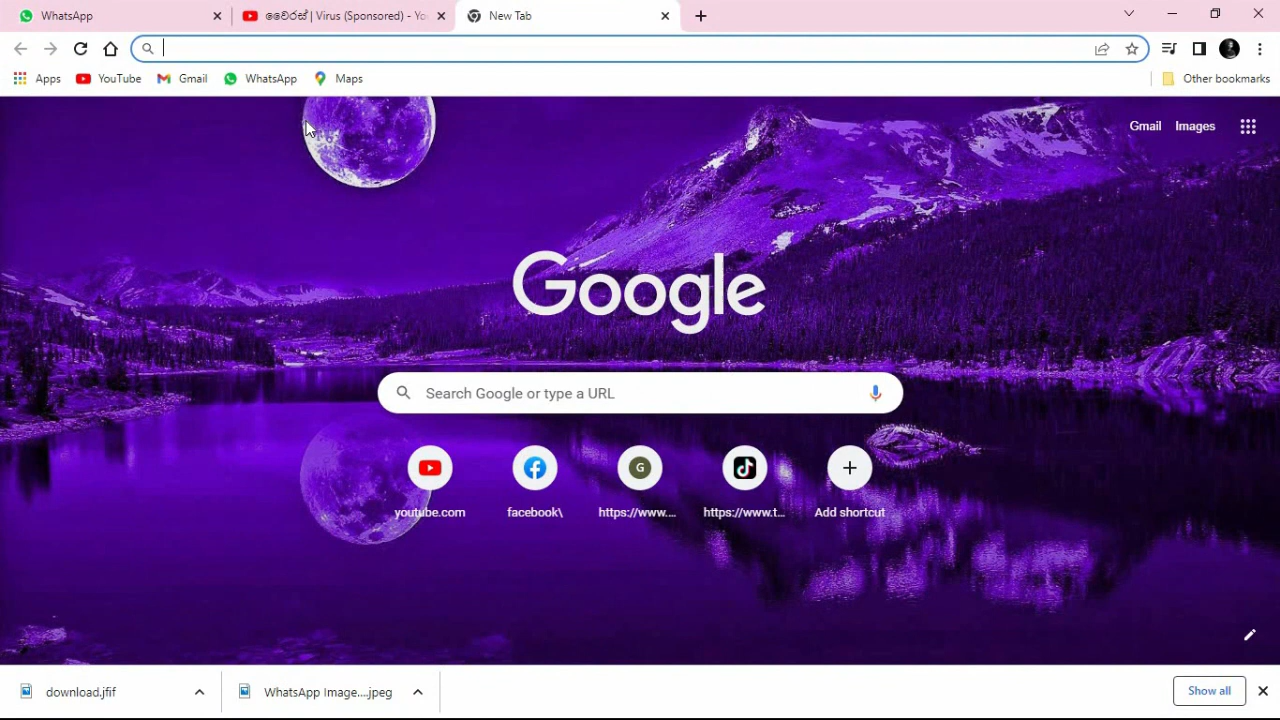 WhatsApp
වෛරස් | Virus (Sponsored) - Yo
New Tab
Apps
YouTube
Gmail
WhatsApp
Maps
Other bookmarks
Gmail
Images
Google
Search Google or type a URL
G
youtube.com
facebook\
https://www....
https://www.t...
Add shortcut
download.jfif
WhatsApp Image....jpeg
Show all